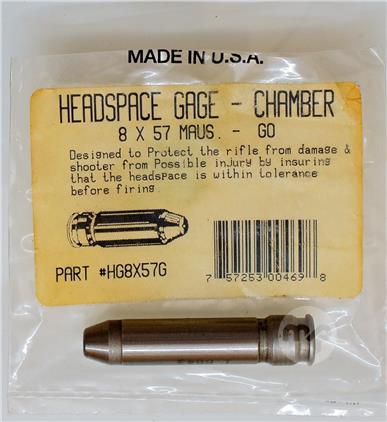 MADE IN U.S.A.
HEADSPACE GAGE - CHAMBER
8 X 57 MAUS. - GO
Designed to Protect the rifle from damage &
shooter from Possible injury by insuring
that the headspace is within tolerance
before firing.
PART #HG8X57G
7 57253 00469 8